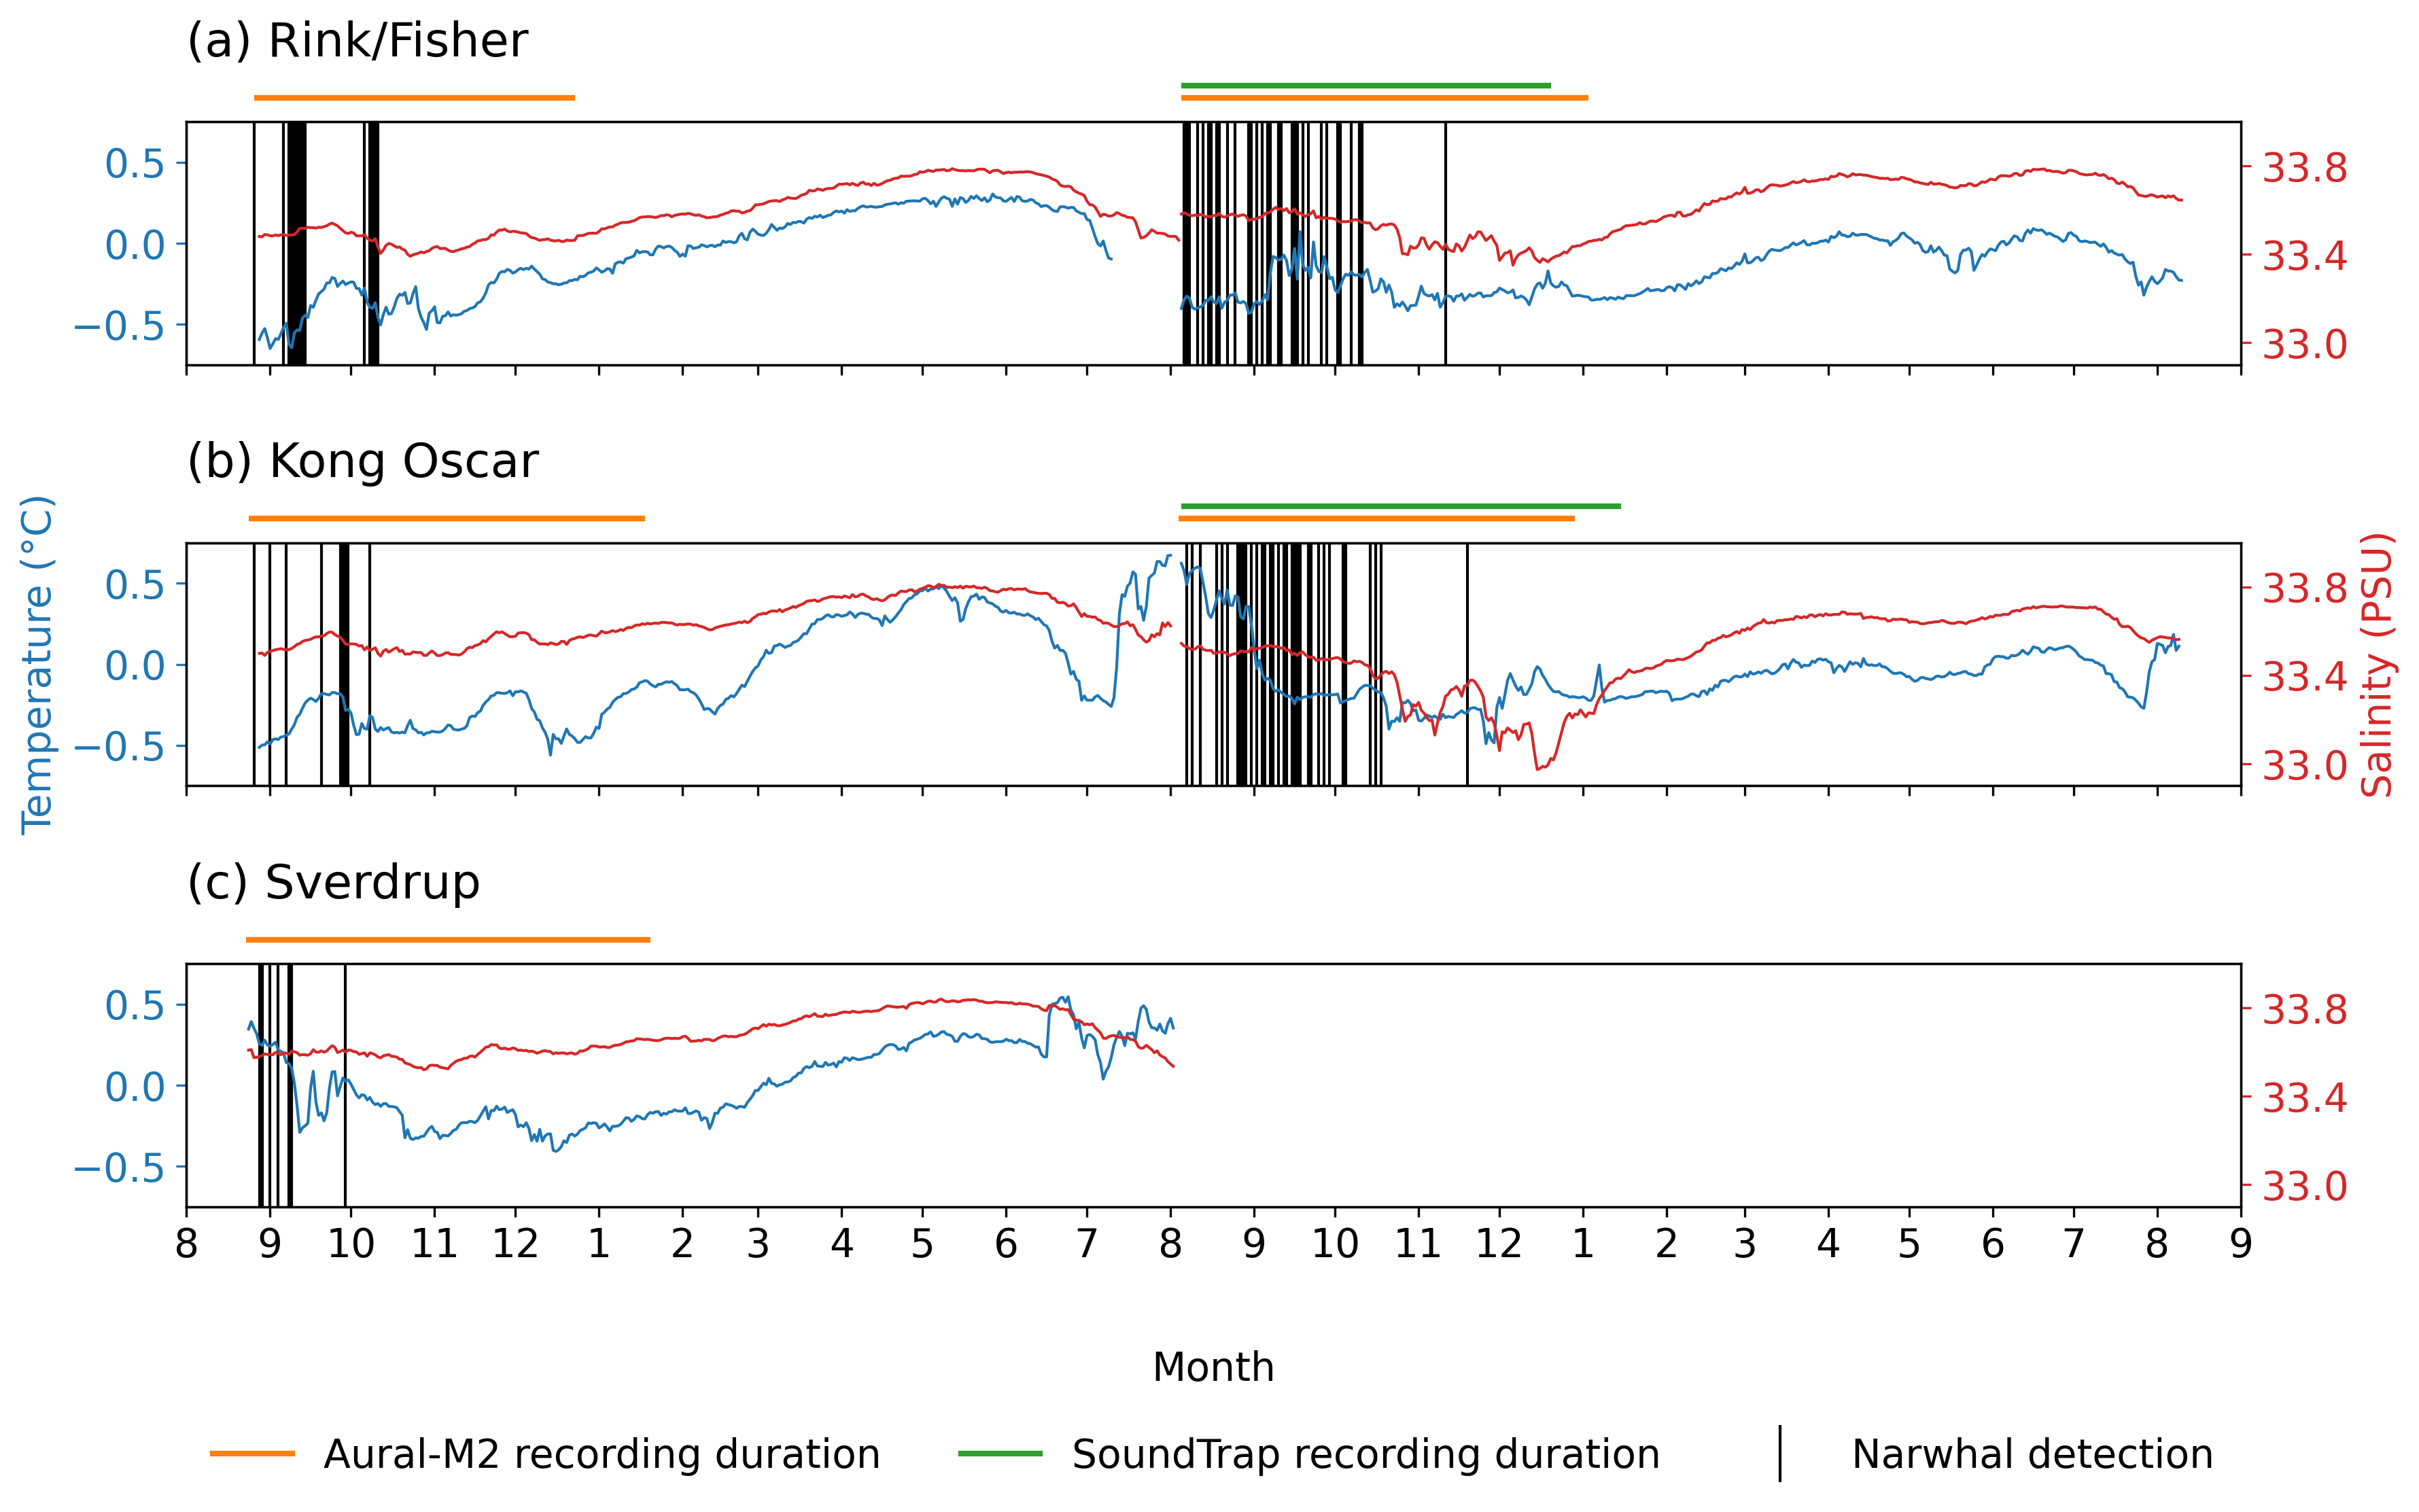 (a) Rink/Fisher
0.5
0.0
−0.5
33.8
33.4
33.0
(b) Kong Oscar
Temperature (°C)
0.5
0.0
−0.5
33.8
33.4
33.0
Salinity (PSU)
(c) Sverdrup
0.5
0.0
−0.5
33.8
33.4
33.0
8 9 10 11 12 1 2 3 4 5 6 7 8 9 10 11 12 1 2 3 4 5 6 7 8 9
Month
Aural-M2 recording duration SoundTrap recording duration Narwhal detection